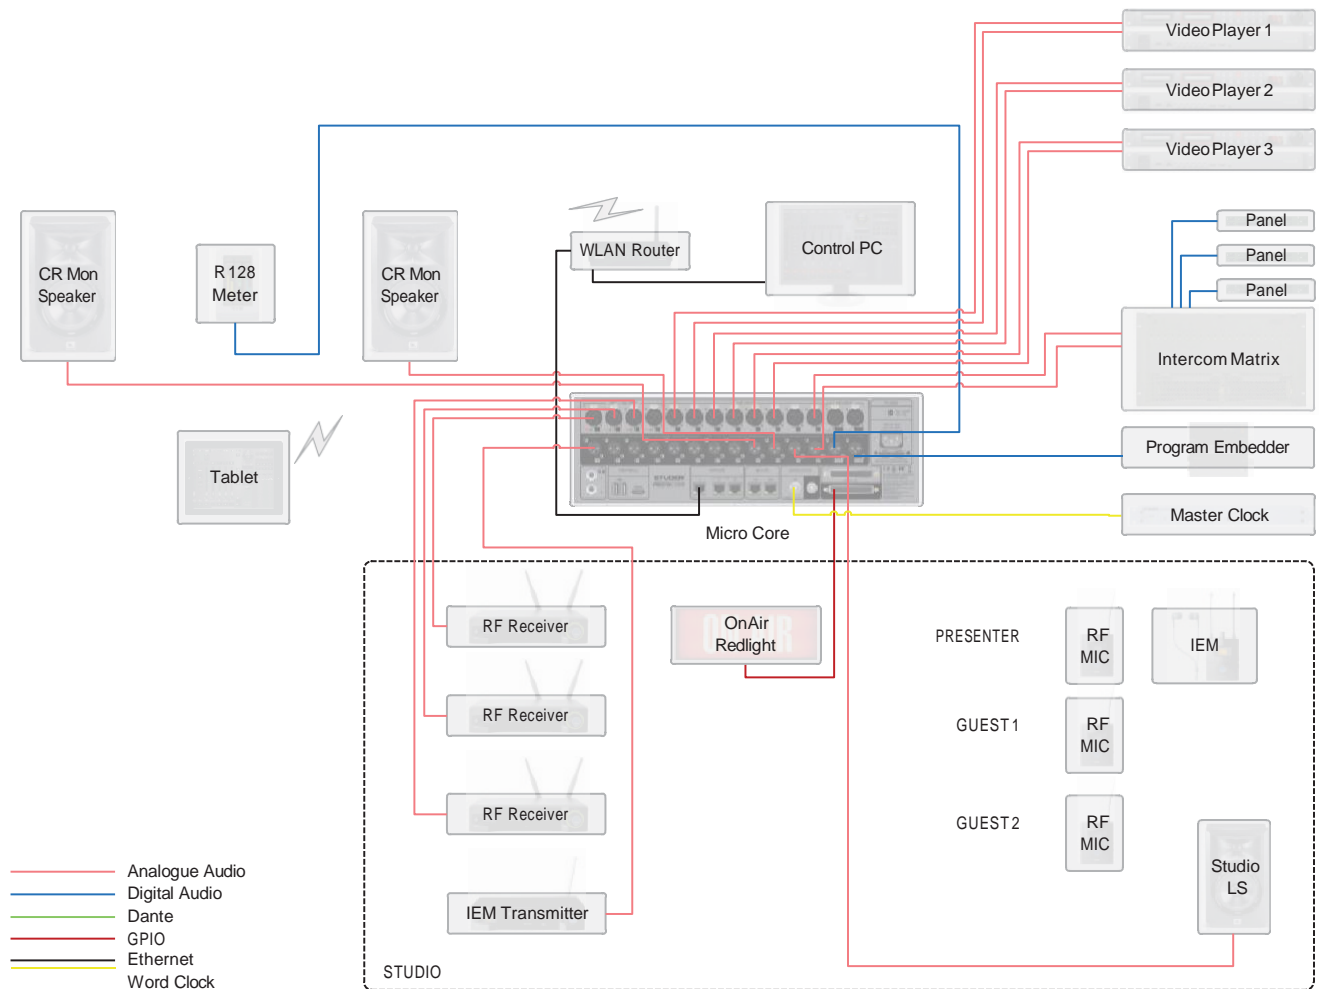 Video Player 1
Video Player 2
Video Player 3
Panel
Panel
Panel
WLAN Router
Control PC
CR Mon
Speaker
R 128
Meter
CR Mon
Speaker
Intercom Matrix
Tablet
STUDER
Program Embedder
Master Clock
Micro Core
RF Receiver
OnAir
Redlight
PRESENTER
RF
MIC
IEM
RF Receiver
GUEST 1
RF
MIC
RF Receiver
GUEST 2
RF
MIC
Studio
LS
IEM Transmitter
Analogue Audio
Digital Audio
Dante
GPIO
Ethernet
Word Clock
STUDIO